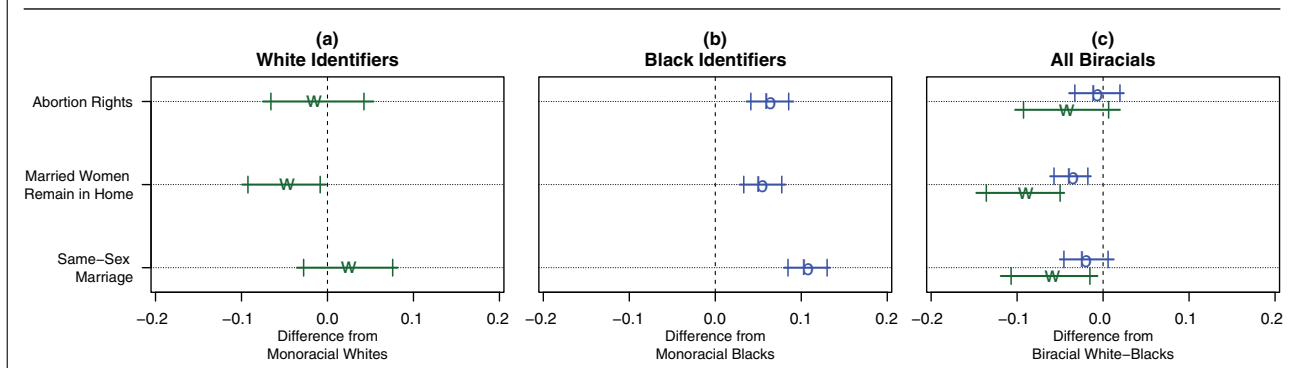 (a)
White Identifiers
(b)
Black Identifiers
(c)
All Biracials
Abortion Rights
Married Women
Remain in Home
Same−Sex
Marriage
W
W
W
b
b
b
b
W
b
W
b
W
−0.2 −0.1 0.0 0.1 0.2
Difference from
Monoracial Whites
−0.2 −0.1 0.0 0.1 0.2
Difference from
Monoracial Blacks
−0.2 −0.1 0.0 0.1 0.2
Difference from
Biracial White−Blacks